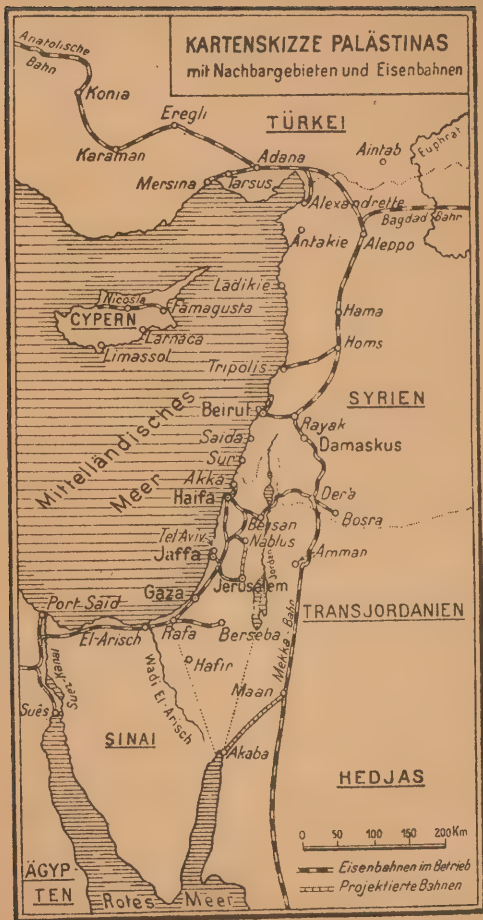 KARTENSKIZZE PALÄSTINAS
mit Nachbargebieten und Eisenbahnen
Anatolische
Bahn
Konia
Eregli
Karaman
TÜRKEI
Adana
Aintab
Euphrat
Mersina
Tarsus
Alexandrette
Bagdad Bahn
Antakie
Aleppo
Ladikie
Nicosia
Famagusta
CYPERN
Larnaca
Limassol
Hama
Homs
Tripolis
SYRIEN
Beirut
Rayak
Mittelländisches
Meer
Saida
Damaskus
Sur
Akka
Haifa
Dera
Bosra
Beisan
Tel Aviv
Nablus
Jaffa
Amman
Jordan
Jerusalem
Gaza
TRANSJORDANIEN
Port-Said
El-Arisch
Rafa
Berseba
Mekka-Bahn
Suez-Kanal
Hafir
Wadi El-Arisch
Maan
Suês
SINAI
Akaba
HEDJAS
0 50 100 150 200 Km
Eisenbahnen im Betrieb
Projektierte Bahnen
ÄGYP-
TEN
Rotes Meer